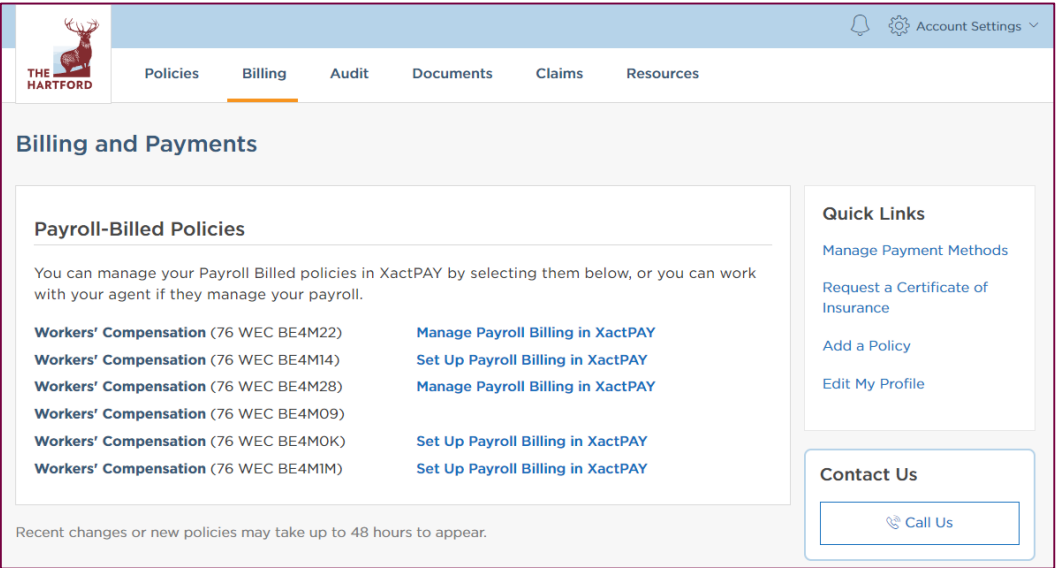 Account Settings
THE
HARTFORD
Policies Billing Audit Documents Claims Resources
Billing and Payments
Payroll-Billed Policies
You can manage your Payroll Billed policies in XactPAY by selecting them below, or you can work
with your agent if they manage your payroll.
Workers' Compensation (76 WEC BE4M22) Manage Payroll Billing in XactPAY
Workers' Compensation (76 WEC BE4M14) Set Up Payroll Billing in XactPAY
Workers' Compensation (76 WEC BE4M28) Manage Payroll Billing in XactPAY
Workers' Compensation (76 WEC BE4M09)
Workers' Compensation (76 WEC BE4M0K) Set Up Payroll Billing in XactPAY
Workers' Compensation (76 WEC BE4M1M) Set Up Payroll Billing in XactPAY
Recent changes or new policies may take up to 48 hours to appear.
Quick Links
Manage Payment Methods
Request a Certificate of
Insurance
Add a Policy
Edit My Profile
Contact Us
Call Us